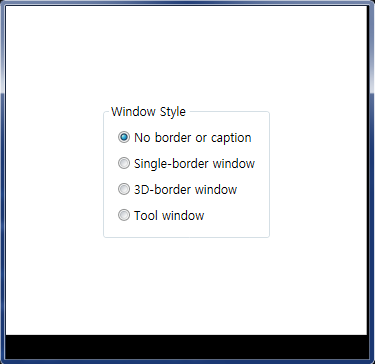 Window Style
No border or caption
Single-border window
3D-border window
Tool window